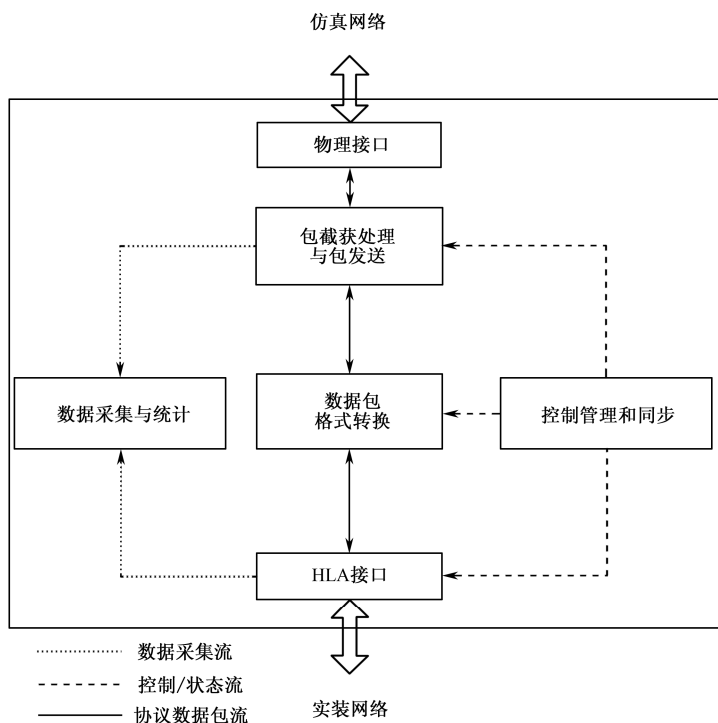 仿真网络
物理接口
包截获处理
与包发送
数据采集与统计
数据包
格式转换
控制管理和同步
HLA接口
数据采集流
控制/状态流
协议数据包流
实装网络